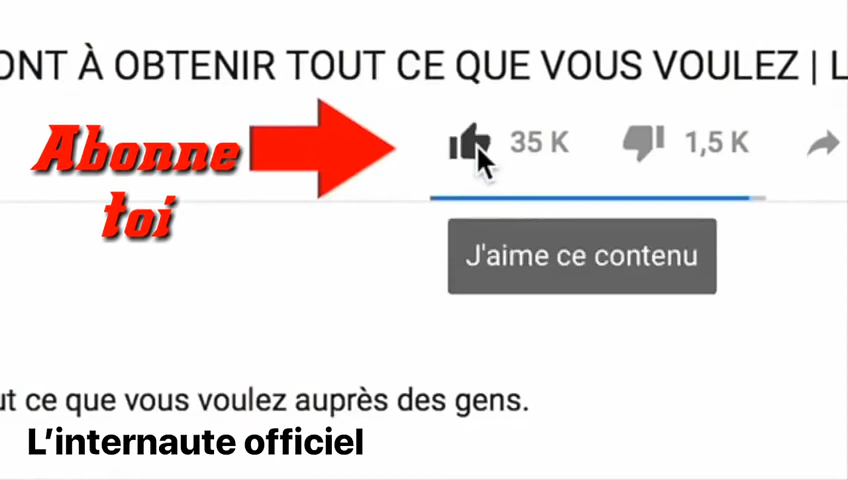 ONT À OBTENIR TOUT CE QUE VOUS VOULEZ | L
Abonne
toi
35 K
1,5 K
J'aime ce contenu
ut ce que vous voulez auprès des gens.
L'internaute officiel